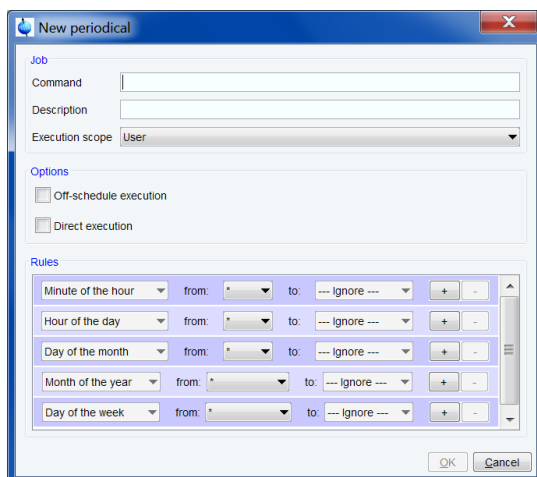 New periodical
Job
Command
Description
Execution scope User
Options
Off-schedule execution
Direct execution
Rules
Minute of the hour from: * to: --- Ignore --- + -
Hour of the day from: * to: --- Ignore --- + -
Day of the month from: * to: --- Ignore --- + -
Month of the year from: * to: --- Ignore --- + -
Day of the week from: * to: --- Ignore --- + -
OK Cancel